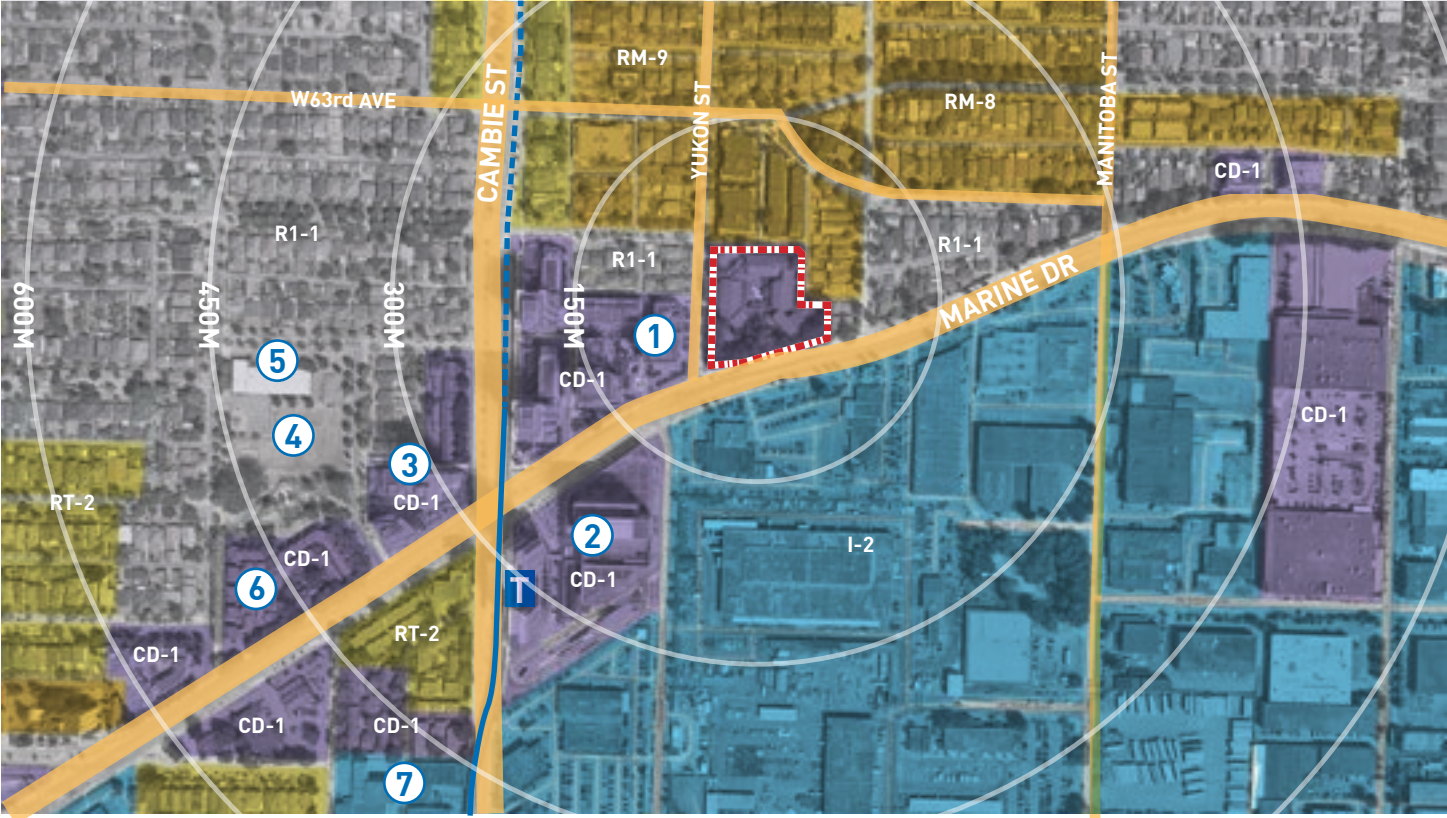 RM-9
W63rd AVE
RM-8
CAMBIE ST
YUKON ST
MANITOBA ST
CD-1
R1-1
R1-1
R1-1
MARINE DR
600M
450M
300M
150M
1
5
CD-1
CD-1
4
3
RT-2
CD-1
2
I-2
CD-1
6
T
CD-1
RT-2
CD-1
CD-1
CD-1
7